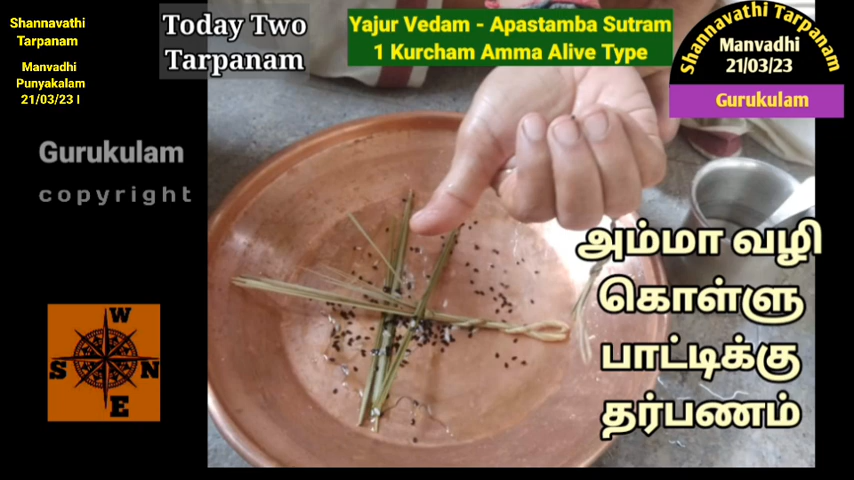 Shannavathi
Tarpanam
Manvadhi
Punyakalam
21/03/23 I
Today Two
Tarpanam
Yajur Vedam - Apastamba Sutram
1 Kurcham Amma Alive Type
Shannavathi Tarpanam
Manvadhi
21/03/23
Gurukulam
Gurukulam
copyright
அம்மா வழி
கொள்ளு
பாட்டிக்கு
தர்பணம்
W
S N
E